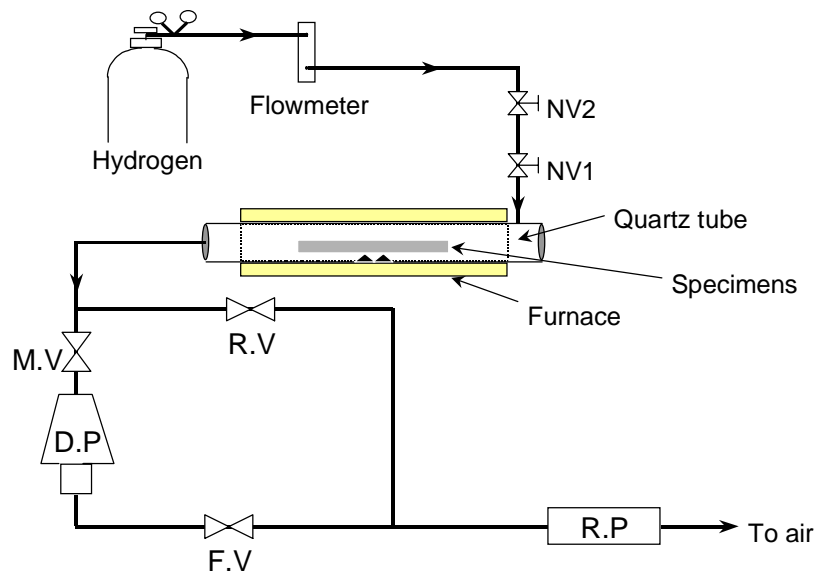 Flowmeter
Hydrogen
NV2
NV1
Quartz tube
Specimens
Furnace
R.V
M.V
D.P
F.V
R.P
To air